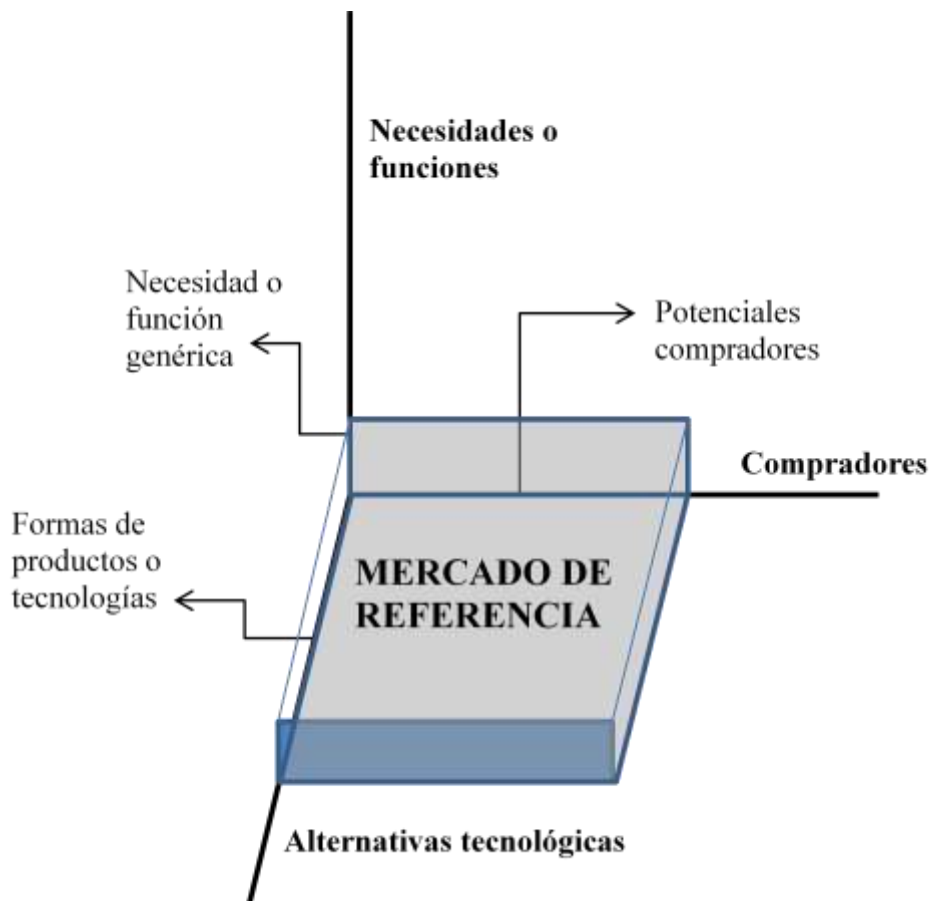 Necesidades o
funciones
Necesidad o
función
genérica
Potenciales
compradores
Compradores
Formas de
productos o
tecnologías
MERCADO DE
REFERENCIA
Alternativas tecnológicas